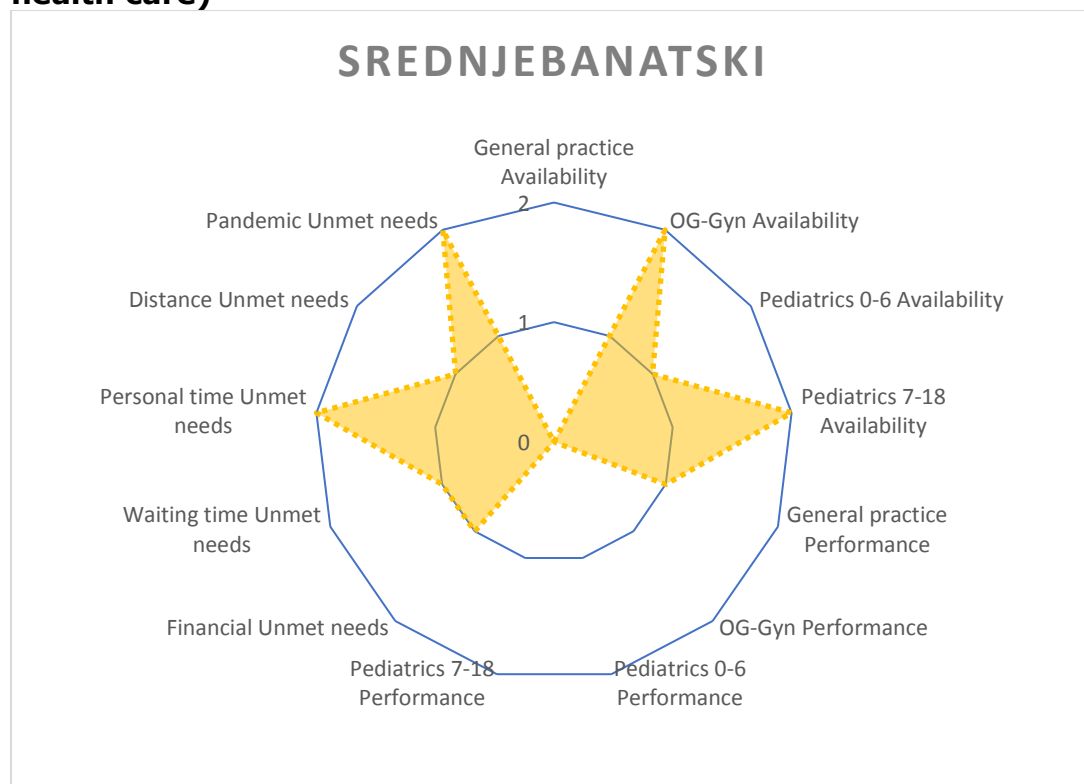 health care)
SREDNJEBANATSKI
General practice
Availability
2
Pandemic Unmet needs
OG-Gyn Availability
Distance Unmet needs
Pediatrics 0-6 Availability
1
Personal time Unmet
needs
Pediatrics 7-18
Availability
0
Waiting time Unmet
needs
General practice
Performance
Financial Unmet needs
OG-Gyn Performance
Pediatrics 7-18
Performance
Pediatrics 0-6
Performance